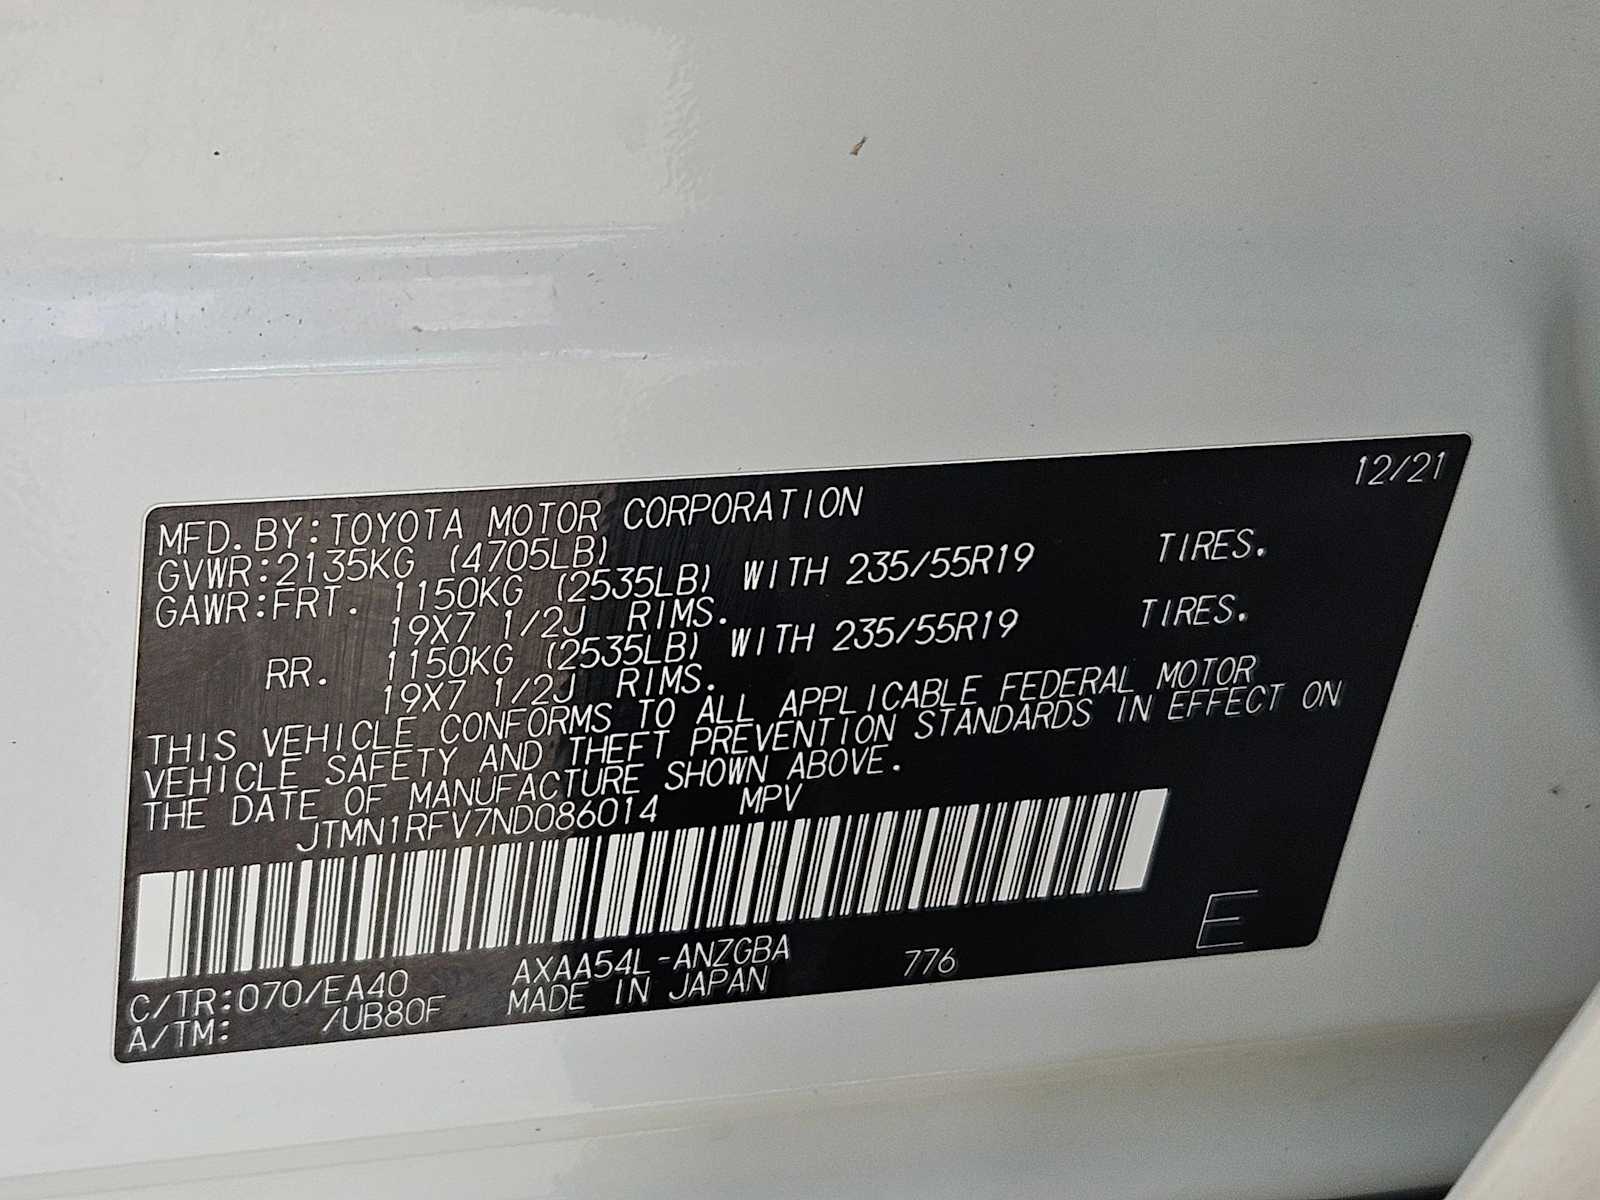 12/21
MFD.BY:TOYOTA MOTOR CORPORATION
GVWR:2135KG (4705LB)
GAWR:FRT. 1150KG (2535LB) WITH 235/55R19 TIRES.
19X7 1/2J RIMS.
RR. 1150KG (2535LB) WITH 235/55R19 TIRES.
19X7 1/2J RIMS.
THIS VEHICLE CONFORMS TO ALL APPLICABLE FEDERAL MOTOR
VEHICLE SAFETY AND THEFT PREVENTION STANDARDS IN EFFECT ON
THE DATE OF MANUFACTURE SHOWN ABOVE.
JTMN1RFV7ND086014 MPV
C/TR:070/EA40 AXAA54L-ANZGBA 776
A/TM: /UB80F MADE IN JAPAN
E